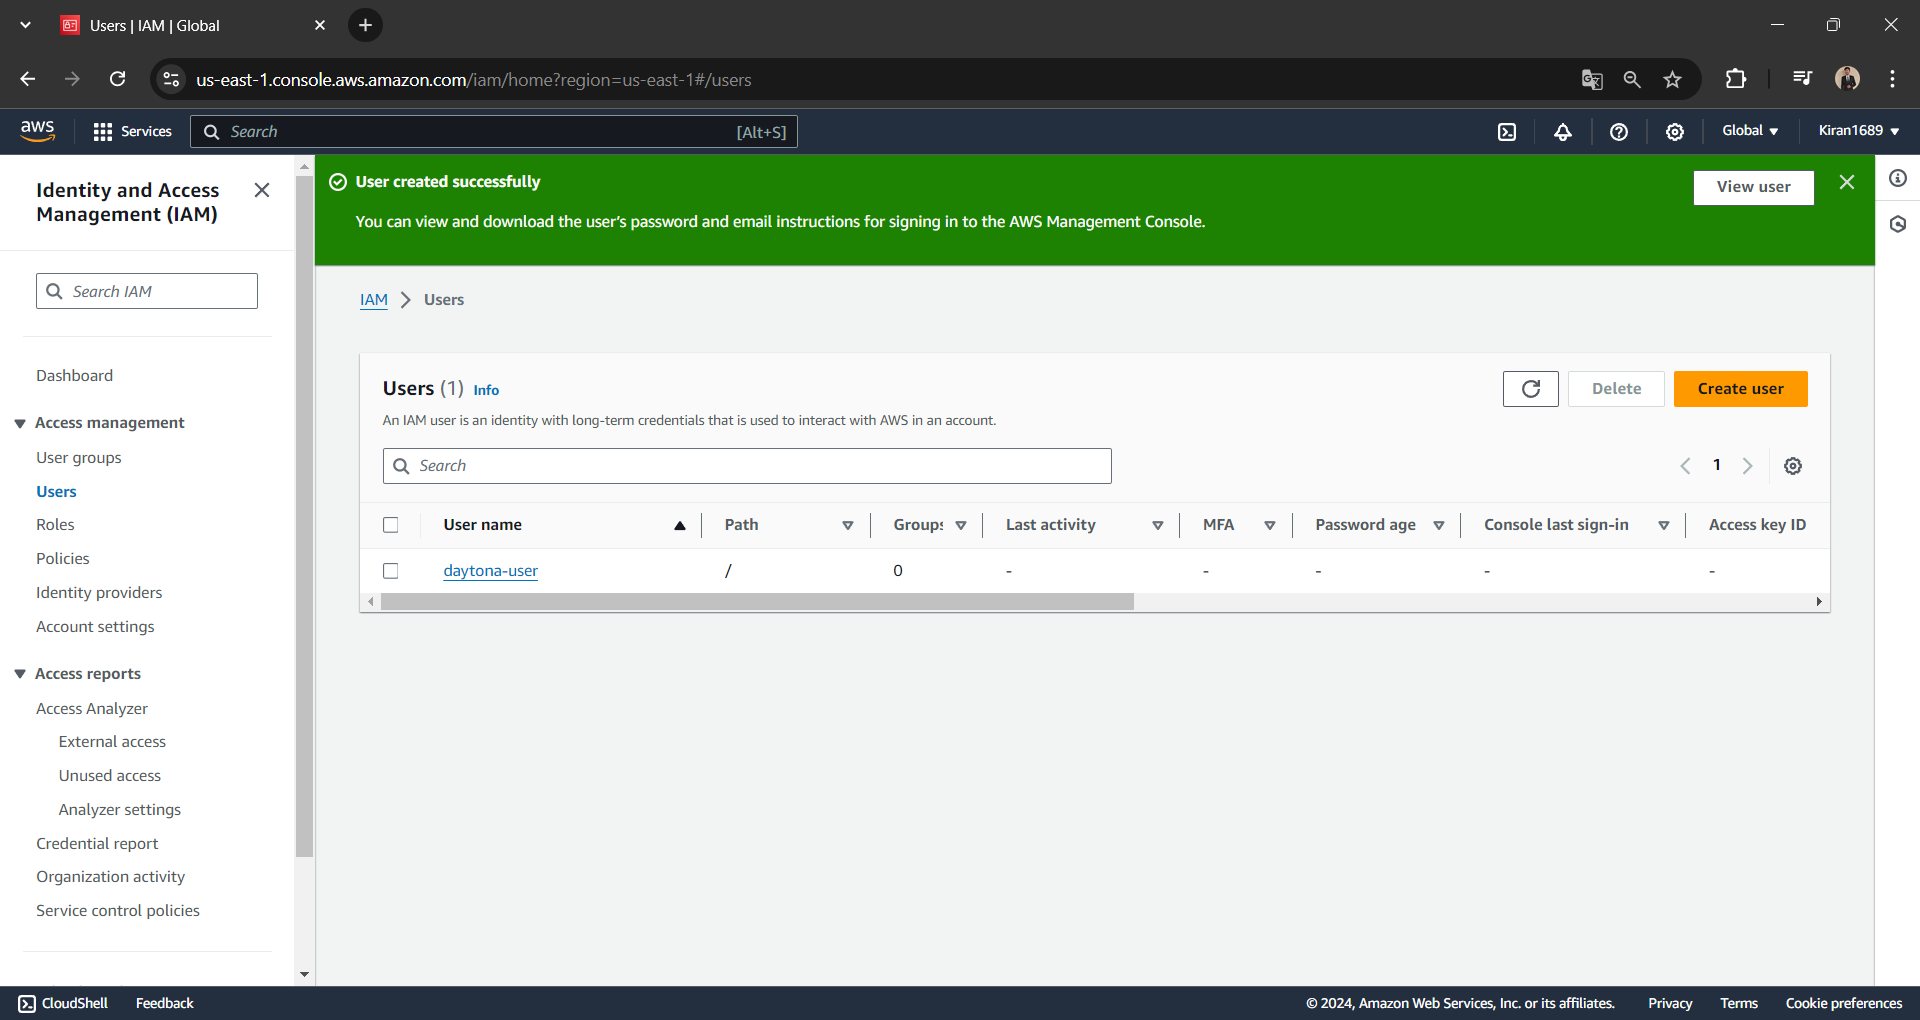 Users | IAM | Global
us-east-1.console.aws.amazon.com/iam/home?region=us-east-1#/users
aws
Services
Search
[Alt+S]
Global
Kiran1689
Identity and Access
Management (IAM)
Search IAM
Dashboard
Access management
User groups
Users
Roles
Policies
Identity providers
Account settings
Access reports
Access Analyzer
External access
Unused access
Analyzer settings
Credential report
Organization activity
Service control policies
User created successfully
You can view and download the user's password and email instructions for signing in to the AWS Management Console.
View user
IAM > Users
Users (1) Info
An IAM user is an identity with long-term credentials that is used to interact with AWS in an account.
Delete
Create user
Search
1
User name Path Groups Last activity MFA Password age Console last sign-in Access key ID
daytona-user / 0 - - - - -
CloudShell Feedback
© 2024, Amazon Web Services, Inc. or its affiliates. Privacy Terms Cookie preferences